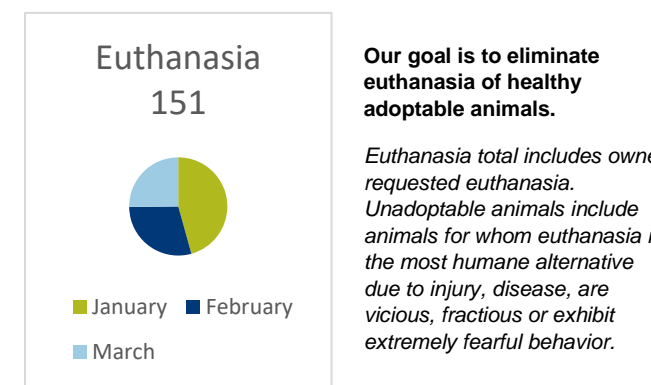 Euthanasia
151
January February
March
Our goal is to eliminate
euthanasia of healthy
adoptable animals.
Euthanasia total includes
requested euthanasia.
Unadoptable animals include
animals for whom euthanasia
the most humane alternative
due to injury, disease, are
vicious, fractious or exhibit
extremely fearful behavior.